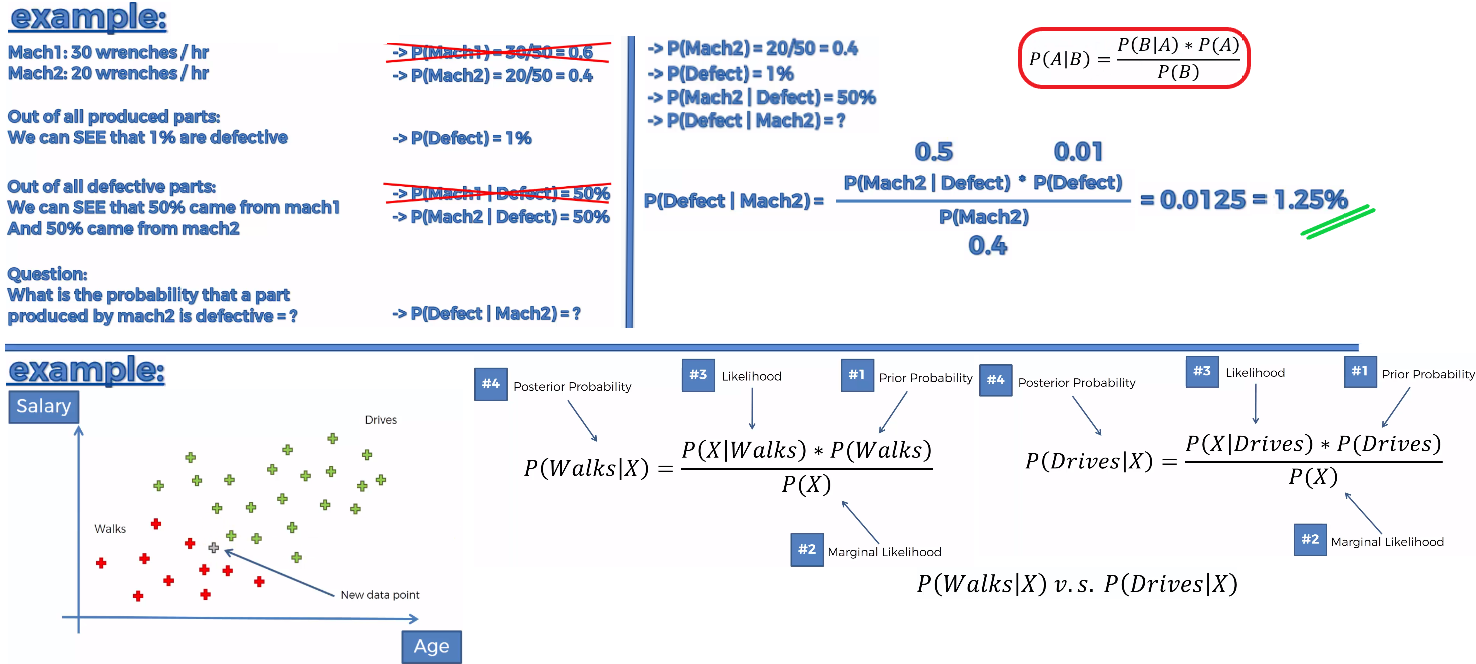 example:
Mach1: 30 wrenches / hr
Mach2: 20 wrenches / hr
-> P(Mach1) = 30/50 = 0.6
-> P(Mach2) = 20/50 = 0.4
Out of all produced parts:
We can SEE that 1% are defective
-> P(Defect) = 1%
Out of all defective parts:
We can SEE that 50% came from mach1
And 50% came from mach2
-> P(Mach1 | Defect) = 50%
-> P(Mach2 | Defect) = 50%
Question:
What is the probability that a part
produced by mach2 is defective = ?
-> P(Defect | Mach2) = ?
-> P(Mach2) = 20/50 = 0.4
-> P(Defect) = 1%
-> P(Mach2 | Defect) = 50%
-> P(Defect | Mach2) = ?
P(A|B) = P(B|A) ∗ P(A)
P(B)
0.5 0.01
P(Mach2 | Defect) * P(Defect)
P(Defect | Mach2) = = 0.0125 = 1.25%
P(Mach2)
0.4
example:
Salary
Drives
Walks
New data point
Age
#4 Posterior Probability
#3 Likelihood
#1 Prior Probability
P(Walks|X) = P(X|Walks) ∗ P(Walks)
P(X)
#2 Marginal Likelihood
#4 Posterior Probability
#3 Likelihood
#1 Prior Probability
P(Drives|X) = P(X|Drives) ∗ P(Drives)
P(X)
#2 Marginal Likelihood
P(Walks|X) v.s. P(Drives|X)